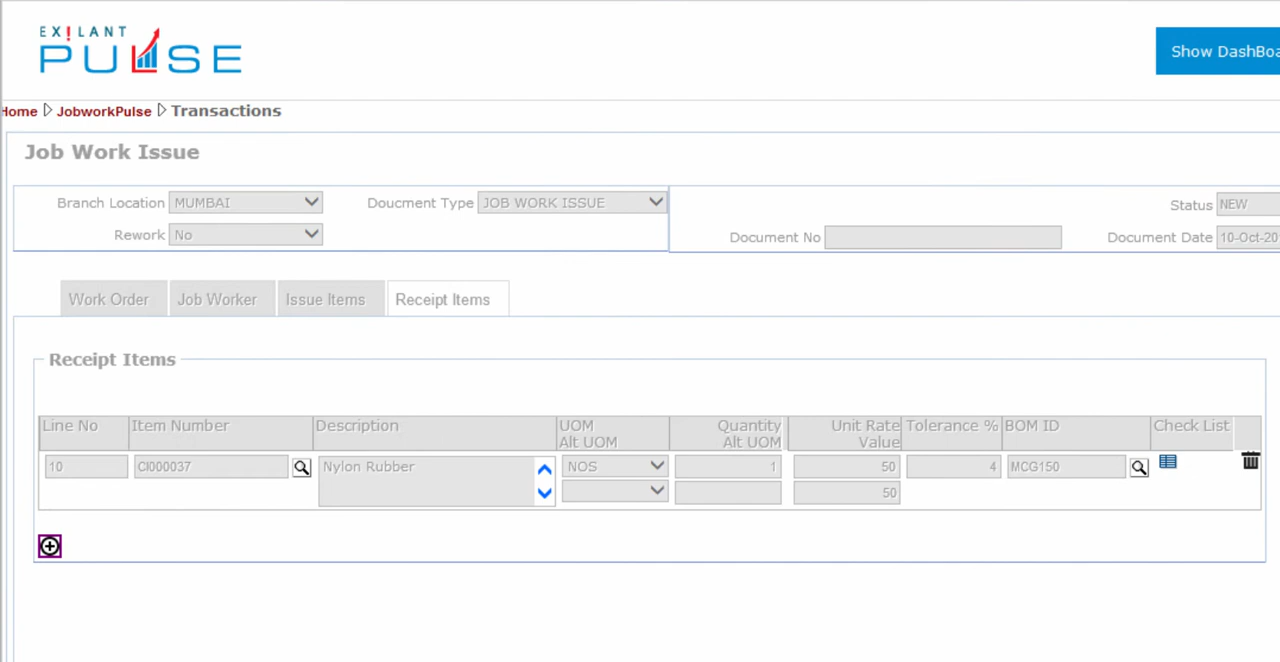 EX!LANT
PULSE
Show DashBoa
Home JobworkPulse Transactions
Job Work Issue
Branch Location MUMBAI Doucment Type JOB WORK ISSUE Status NEW
Rework No Document No Document Date 10-Oct-20
Work Order Job Worker Issue Items Receipt Items
Receipt Items
Line No Item Number Description UOM Quantity Unit Rate Tolerance % BOM ID Check List
Alt UOM Alt UOM Value
10 CI000037 Nylon Rubber NOS 1 50 4 MCG150
50